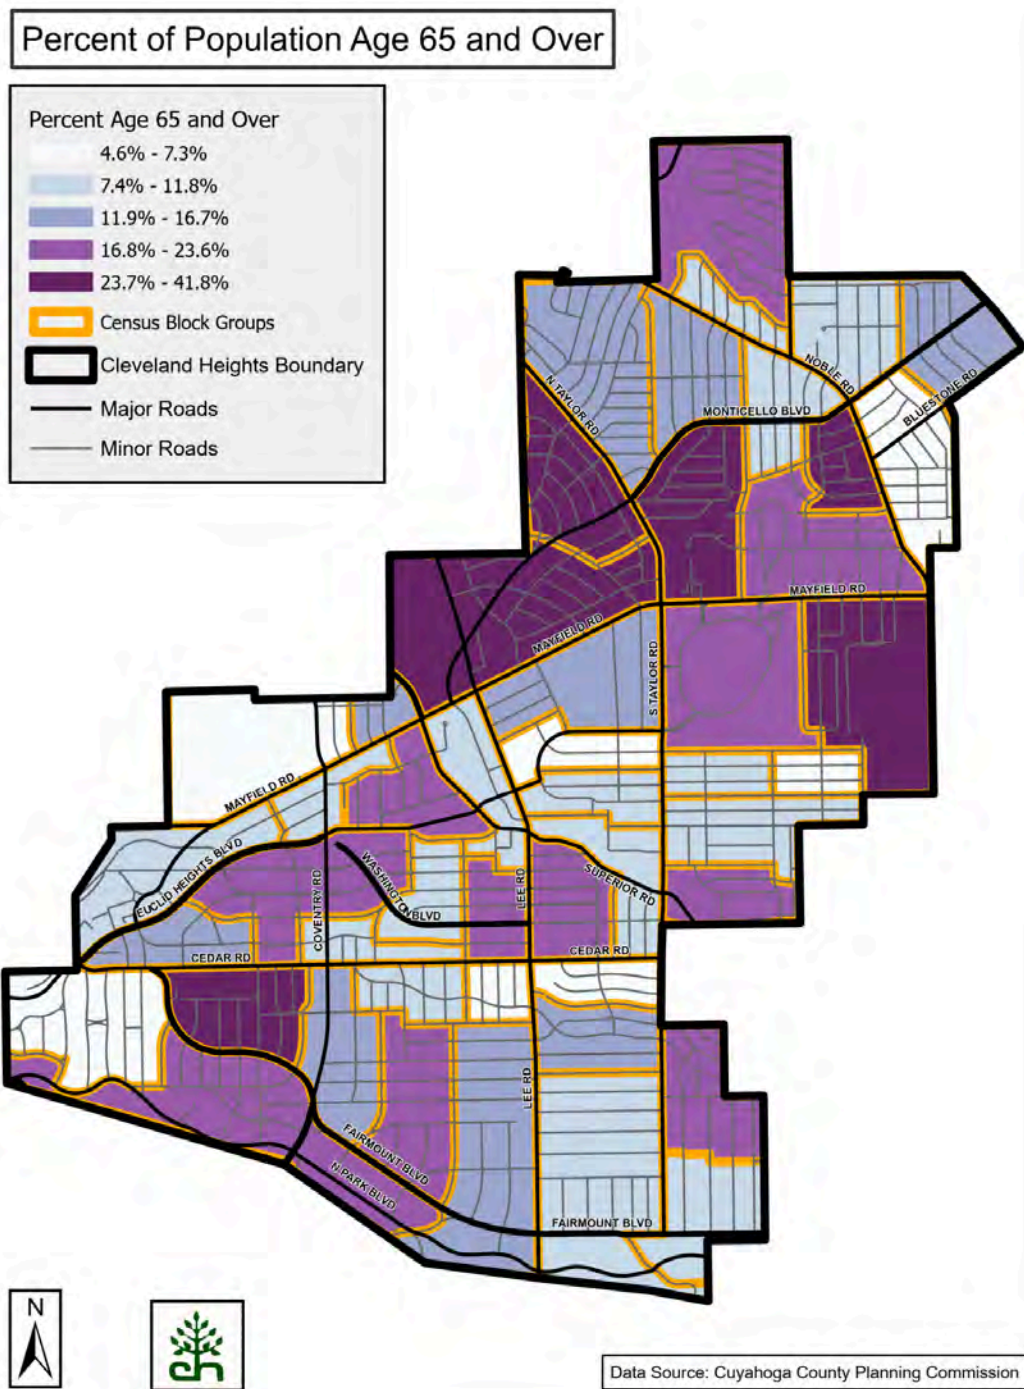 Percent of Population Age 65 and Over
Percent Age 65 and Over
4.6% - 7.3%
7.4% - 11.8%
11.9% - 16.7%
16.8% - 23.6%
23.7% - 41.8%
Census Block Groups
Cleveland Heights Boundary
Major Roads
Minor Roads
NOBLE RD
N TAYLOR RD
MONTICELLO BLVD
BLUESTONE RD
MAYFIELD RD
MAYFIELD RD
S TAYLOR RD
MAYFIELD RD
EUCLID HEIGHTS BLVD
WASHINGTON BLVD
SUPERIOR RD
LEE RD
COVENTRY RD
CEDAR RD
CEDAR RD
LEE RD
FAIRMOUNT BLVD
N PARK BLVD
FAIRMOUNT BLVD
N
ch
Data Source: Cuyahoga County Planning Commission